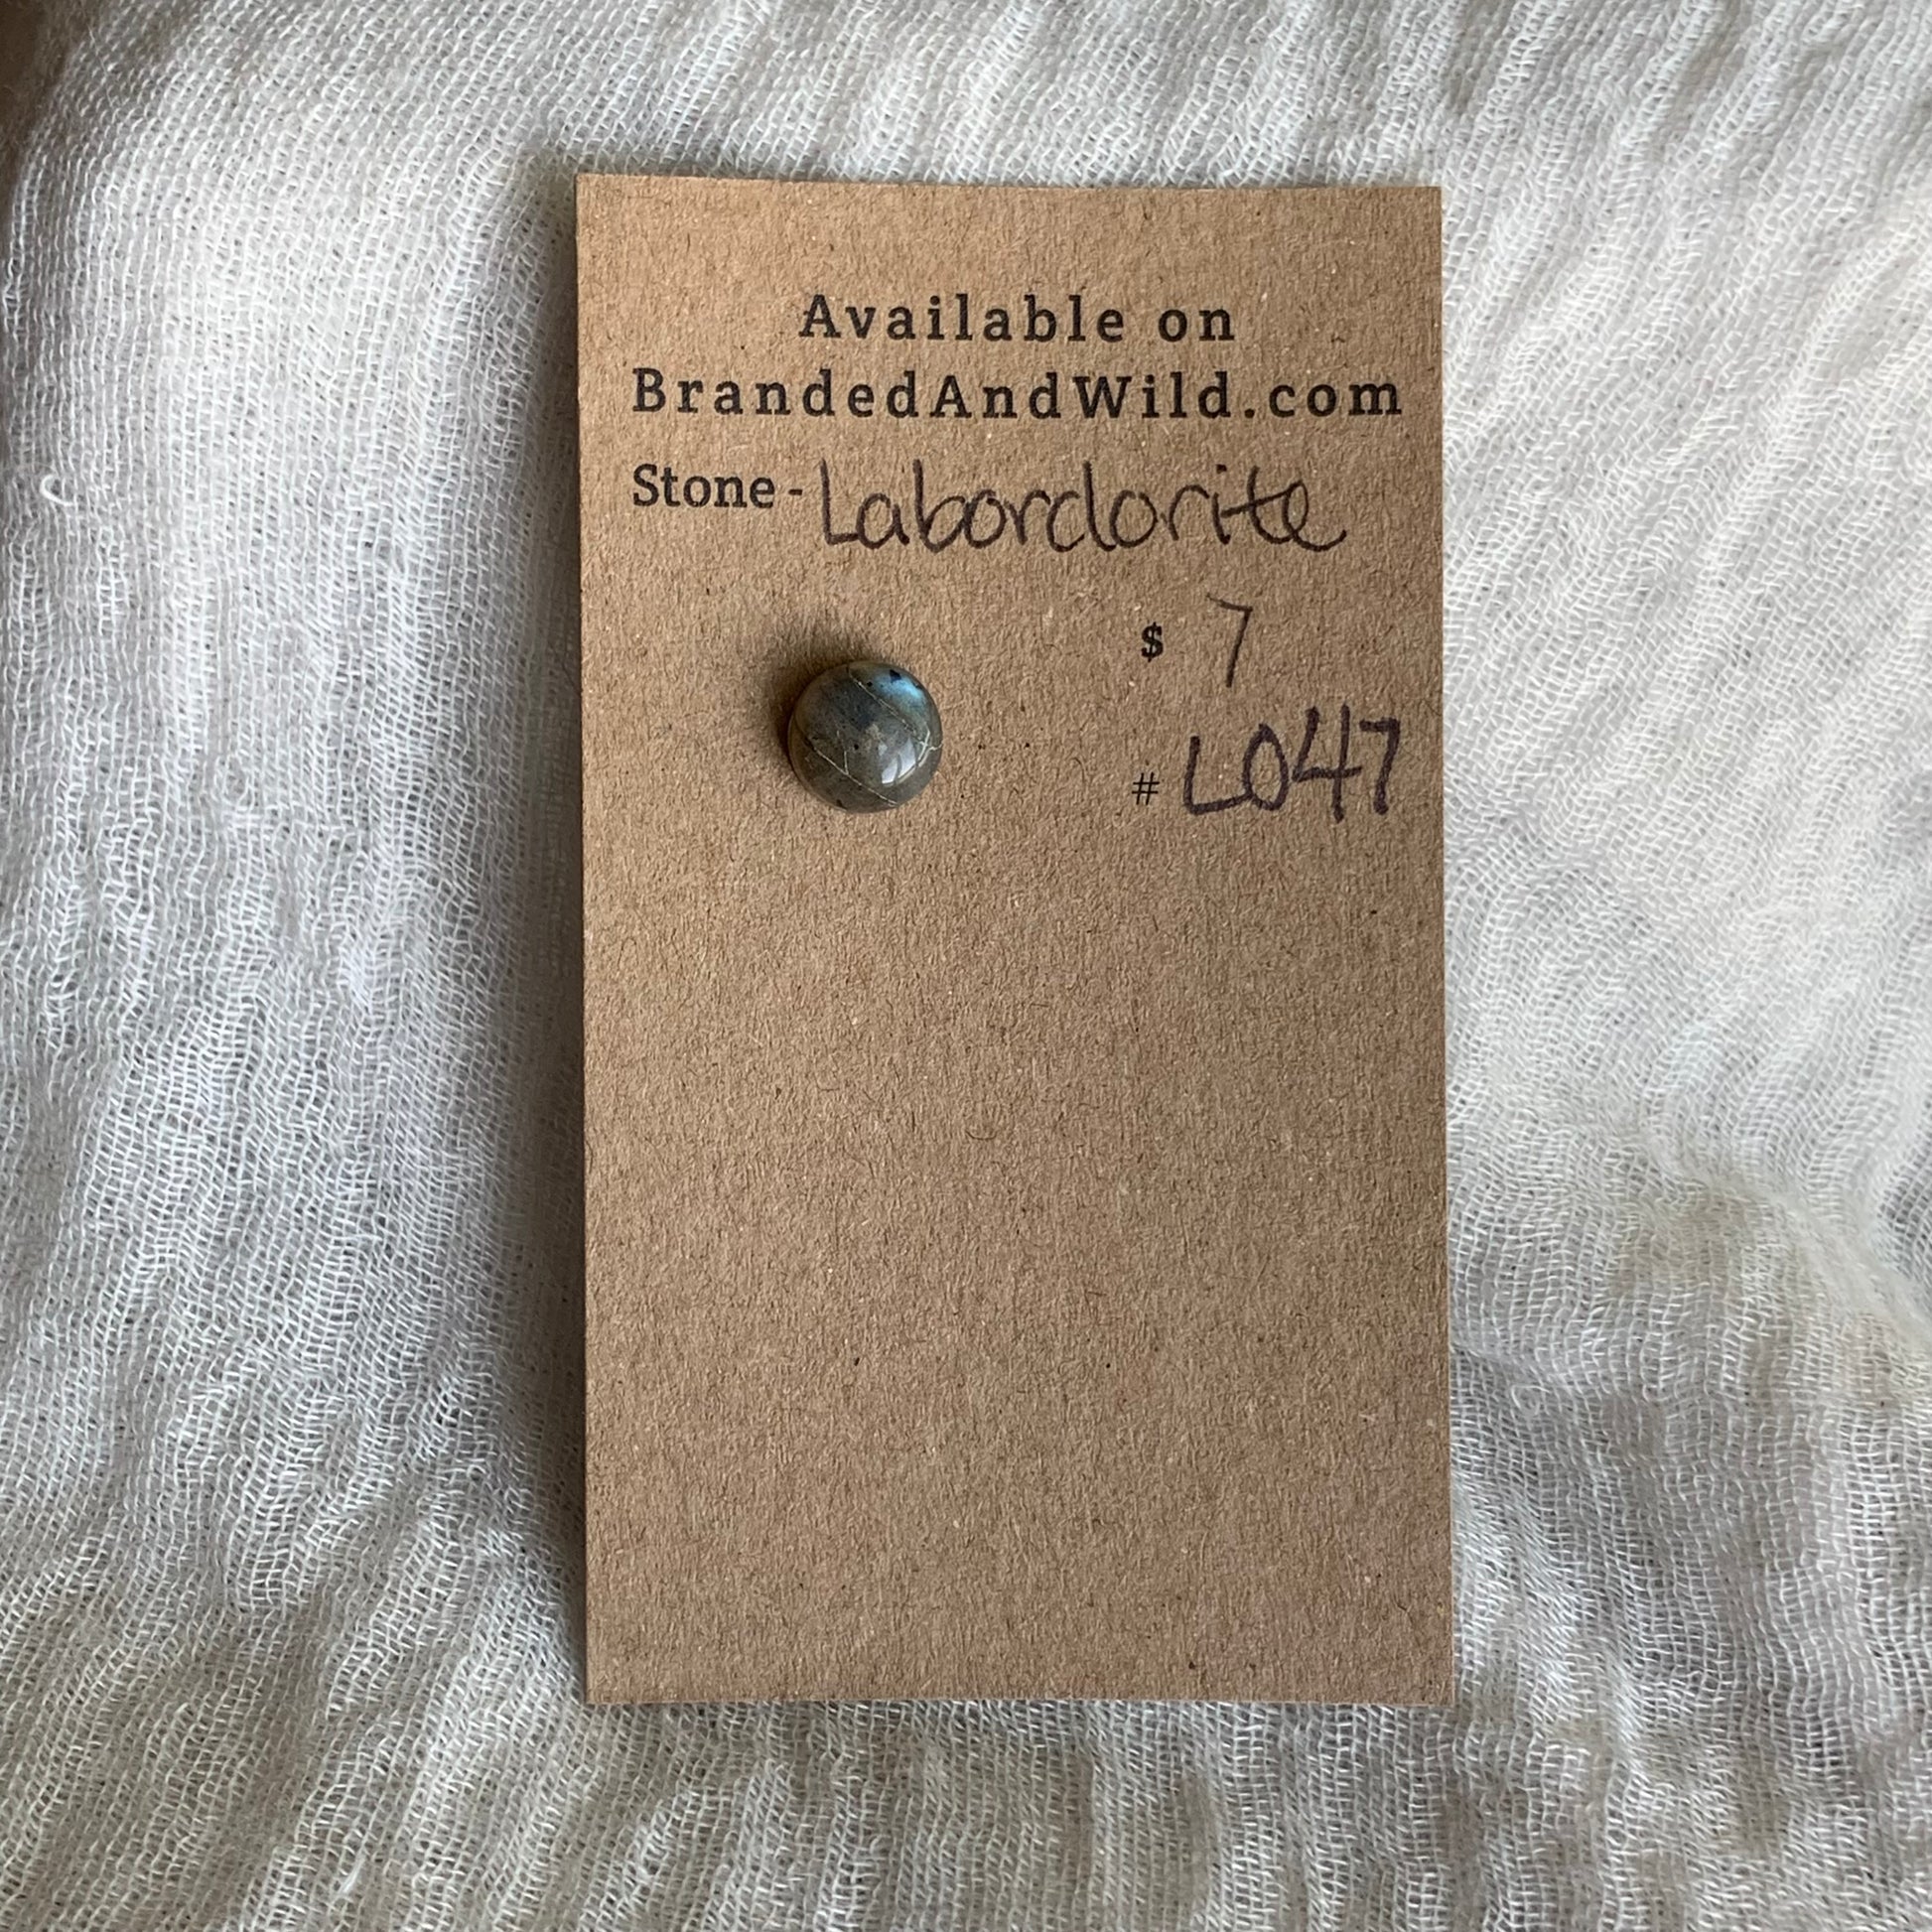 Available on
BrandedAndWild.com
Stone - Labordorite
$ 7
# L047